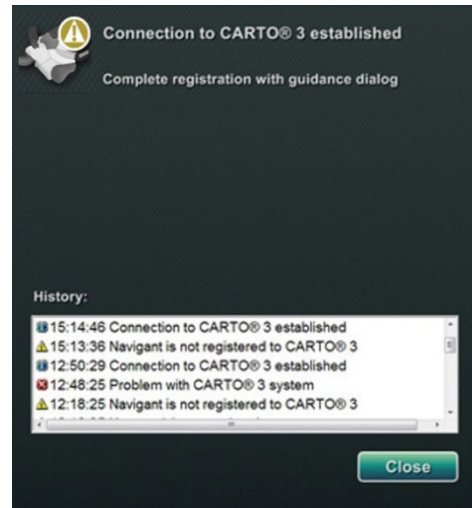 Connection to CARTO® 3 established
Complete registration with guidance dialog
History:
15:14:46 Connection to CARTO® 3 established
15:13:36 Navigant is not registered to CARTO® 3
12:50:29 Connection to CARTO® 3 established
12:48:25 Problem with CARTO® 3 system
12:18:25 Navigant is not registered to CARTO® 3
Close